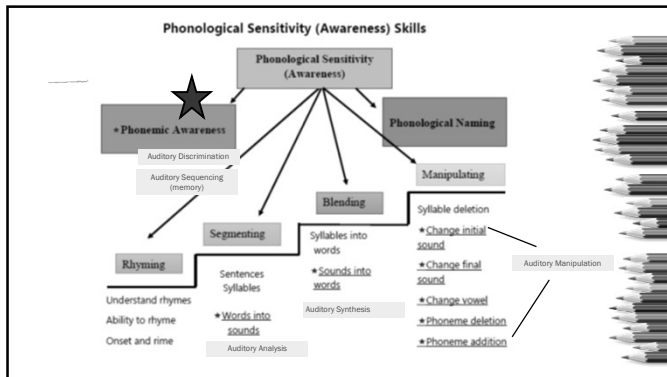 Phonological Sensitivity (Awareness) Skills
Phonological Sensitivity
(Awareness)
★Phonemic Awareness
Phonological Naming
Auditory Discrimination
Auditory Sequencing
(memory)
Manipulating
Blending
Segmenting
Rhyming
Syllable deletion
★Change initial
sound
★Change final
sound
★Change vowel
★Phoneme deletion
★Phoneme addition
Auditory Manipulation
Syllables into
words
★Sounds into
words
Auditory Synthesis
Sentences
Syllables
★Words into
sounds
Auditory Analysis
Understand rhymes
Ability to rhyme
Onset and rime